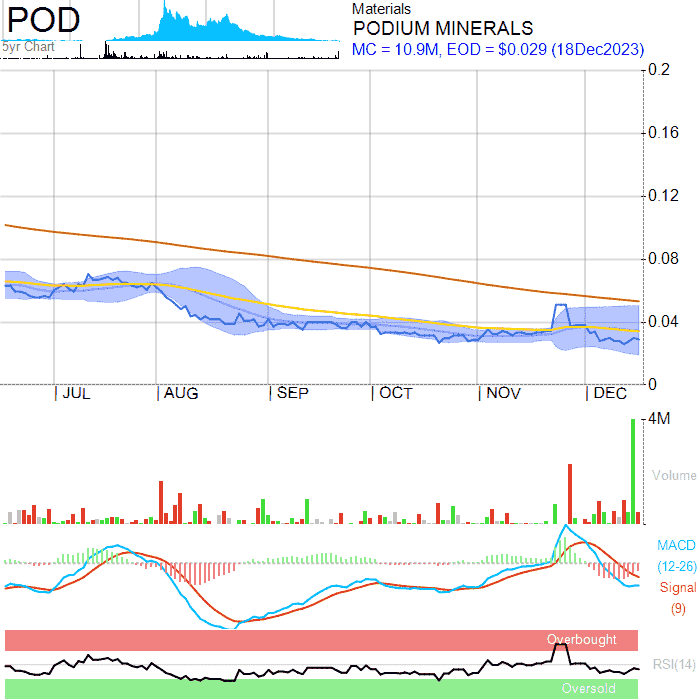 POD
5yr Chart
Materials
PODIUM MINERALS
MC = 10.9M, EOD = $0.029 (18Dec2023)
0.2
0.16
0.12
0.08
0.04
0
JUL AUG SEP OCT NOV DEC
4M
Volume
MACD
(12-26)
Signal
(9)
Overbought
RSI(14)
Oversold